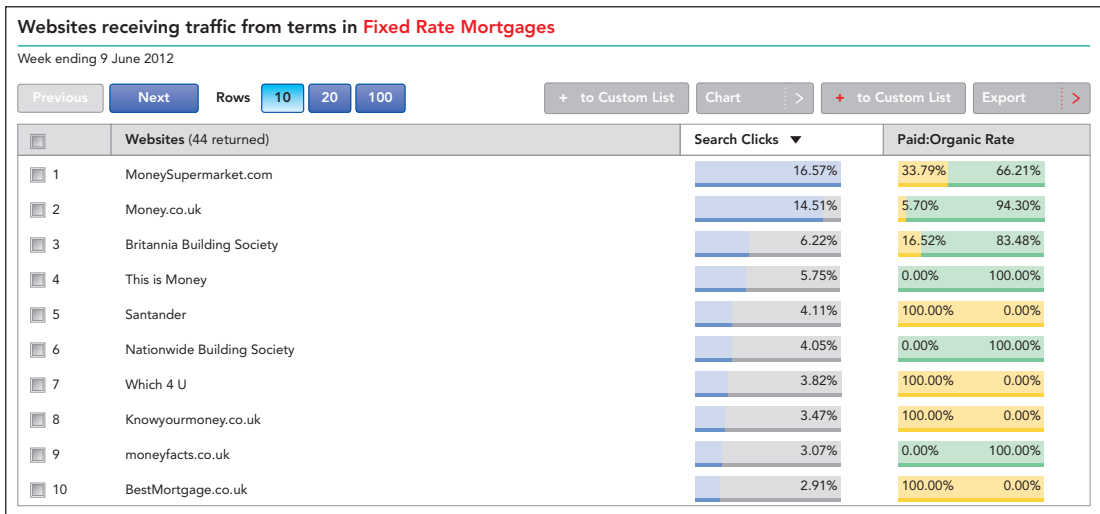 Websites receiving traffic from terms in Fixed Rate Mortgages
Week ending 9 June 2012
Previous Next Rows 10 20 100 + to Custom List Chart > + to Custom List Export >
Websites (44 returned) Search Clicks ▼ Paid:Organic Rate
1 MoneySupermarket.com 16.57% 33.79% 66.21%
2 Money.co.uk 14.51% 5.70% 94.30%
3 Britannia Building Society 6.22% 16.52% 83.48%
4 This is Money 5.75% 0.00% 100.00%
5 Santander 4.11% 100.00% 0.00%
6 Nationwide Building Society 4.05% 0.00% 100.00%
7 Which 4 U 3.82% 100.00% 0.00%
8 Knowyourmoney.co.uk 3.47% 100.00% 0.00%
9 moneyfacts.co.uk 3.07% 0.00% 100.00%
10 BestMortgage.co.uk 2.91% 100.00% 0.00%